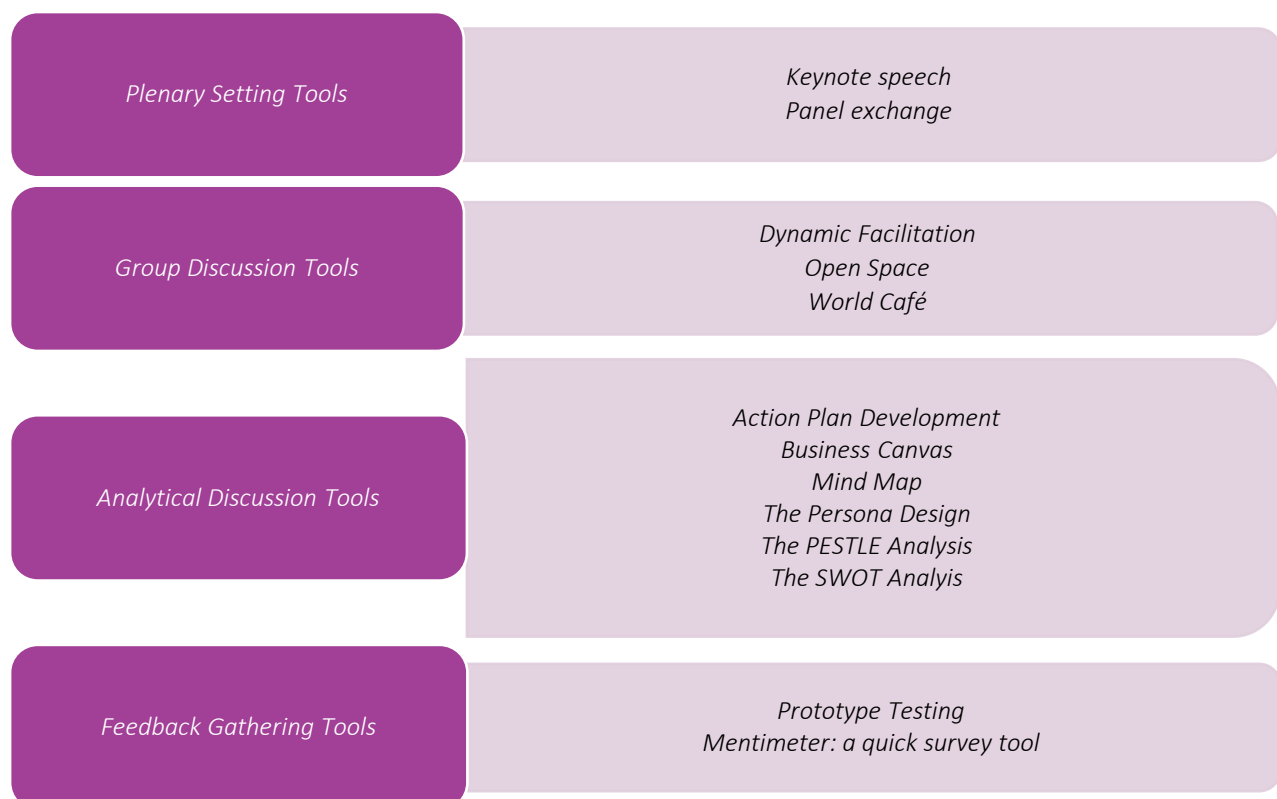 Plenary Setting Tools
Keynote speech
Panel exchange
Group Discussion Tools
Dynamic Facilitation
Open Space
World Café
Analytical Discussion Tools
Action Plan Development
Business Canvas
Mind Map
The Persona Design
The PESTLE Analysis
The SWOT Analyis
Feedback Gathering Tools
Prototype Testing
Mentimeter: a quick survey tool